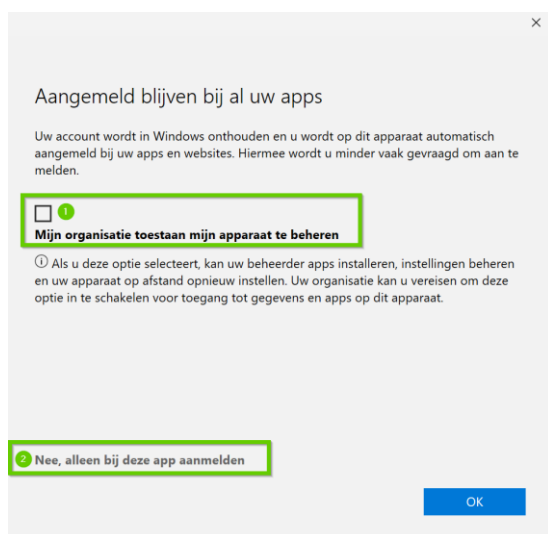 Aangemeld blijven bij al uw apps
Uw account wordt in Windows onthouden en u wordt op dit apparaat automatisch
aangemeld bij uw apps en websites. Hiermee wordt u minder vaak gevraagd om aan te
melden.
1
Mijn organisatie toestaan mijn apparaat te beheren
Als u deze optie selecteert, kan uw beheerder apps installeren, instellingen beheren
en uw apparaat op afstand opnieuw instellen. Uw organisatie kan u vereisen om deze
optie in te schakelen voor toegang tot gegevens en apps op dit apparaat.
2 Nee, alleen bij deze app aanmelden
OK